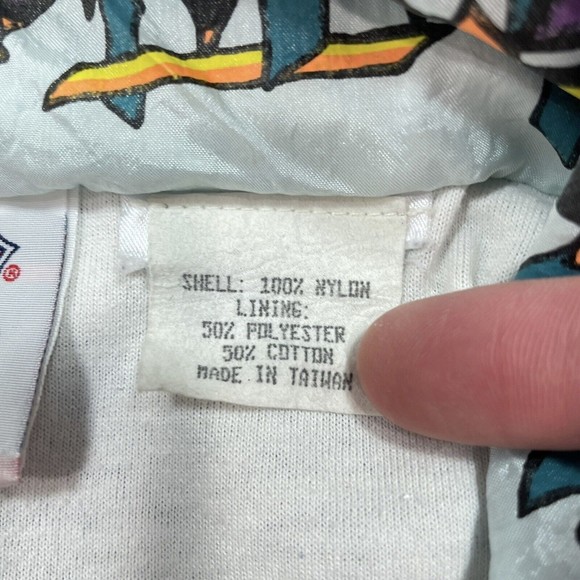 SHELL: 100% NYLON
LINING:
50% POLYESTER
50% COTTON
MADE IN TAIWAN
®